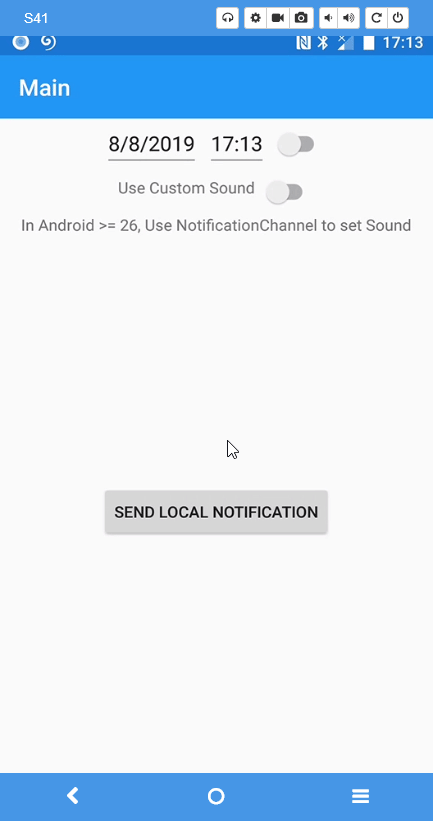 S41
17:13
Main
8/8/2019 17:13
Use Custom Sound
In Android >= 26, Use NotificationChannel to set Sound
SEND LOCAL NOTIFICATION